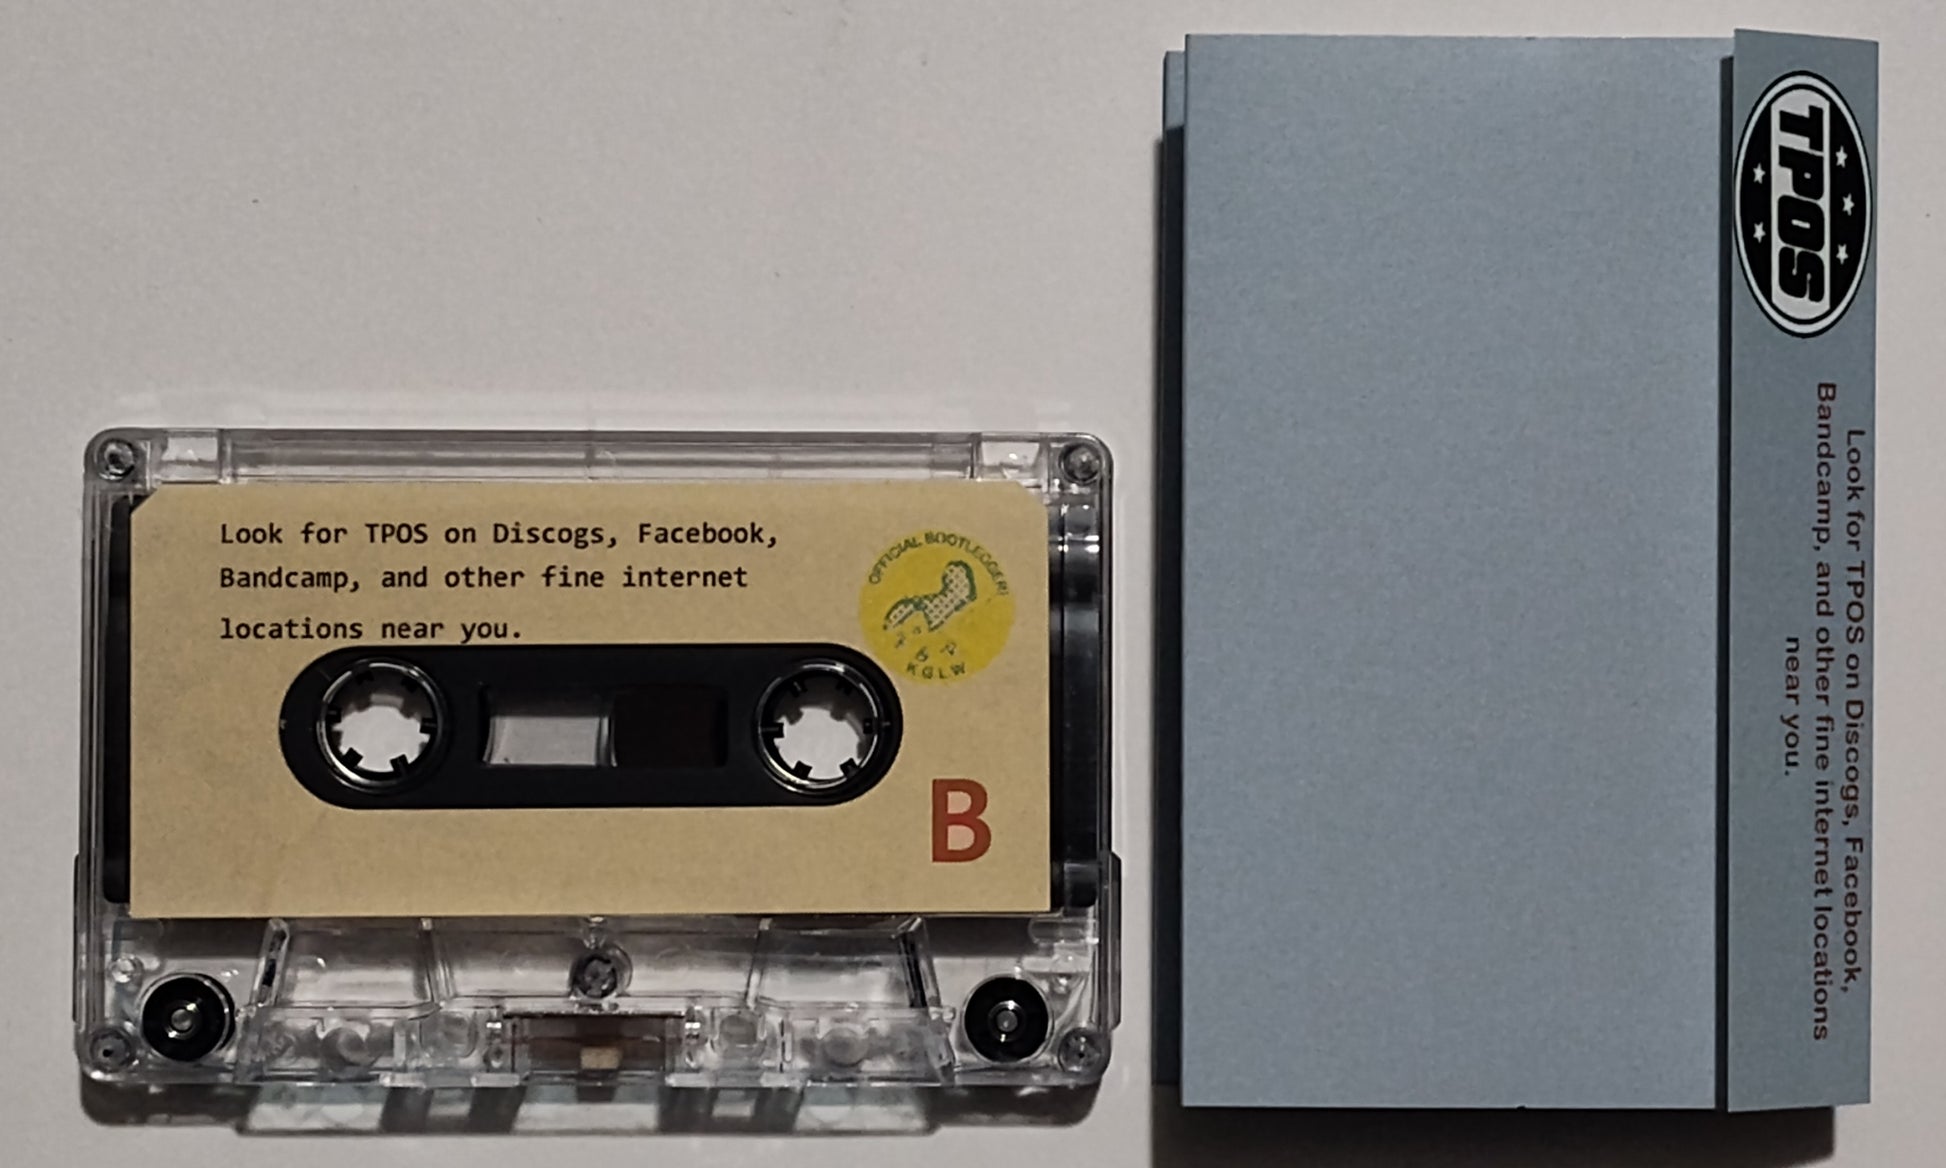 Look for TPOS on Discogs, Facebook,
Bandcamp, and other fine internet
locations near you.
OFFICIAL BOOTLEGGER!
KGLW
B
TPOS
Look for TPOS on Discogs, Facebook,
Bandcamp, and other fine internet locations
near you.